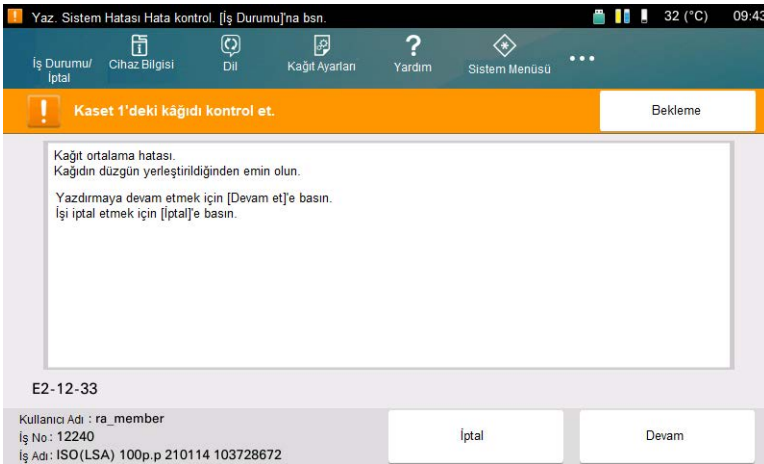 Yaz. Sistem Hatası Hata kontrol. [İş Durumu]'na bsn.
32 (°C)
09:43
İş Durumu/
İptal
Cihaz Bilgisi
Dil
Kağıt Ayarları
Yardım
Sistem Menüsü
Kaset 1'deki kâğıdı kontrol et.
Bekleme
Kağıt ortalama hatası.
Kağıdın düzgün yerleştirildiğinden emin olun.
Yazdırmaya devam etmek için [Devam et]'e basın.
İşi iptal etmek için [İptal]'e basın.
E2-12-33
Kullanıcı Adı : ra_member
İş No : 12240
İş Adı : ISO(LSA) 100p.p 210114 103728672
İptal
Devam